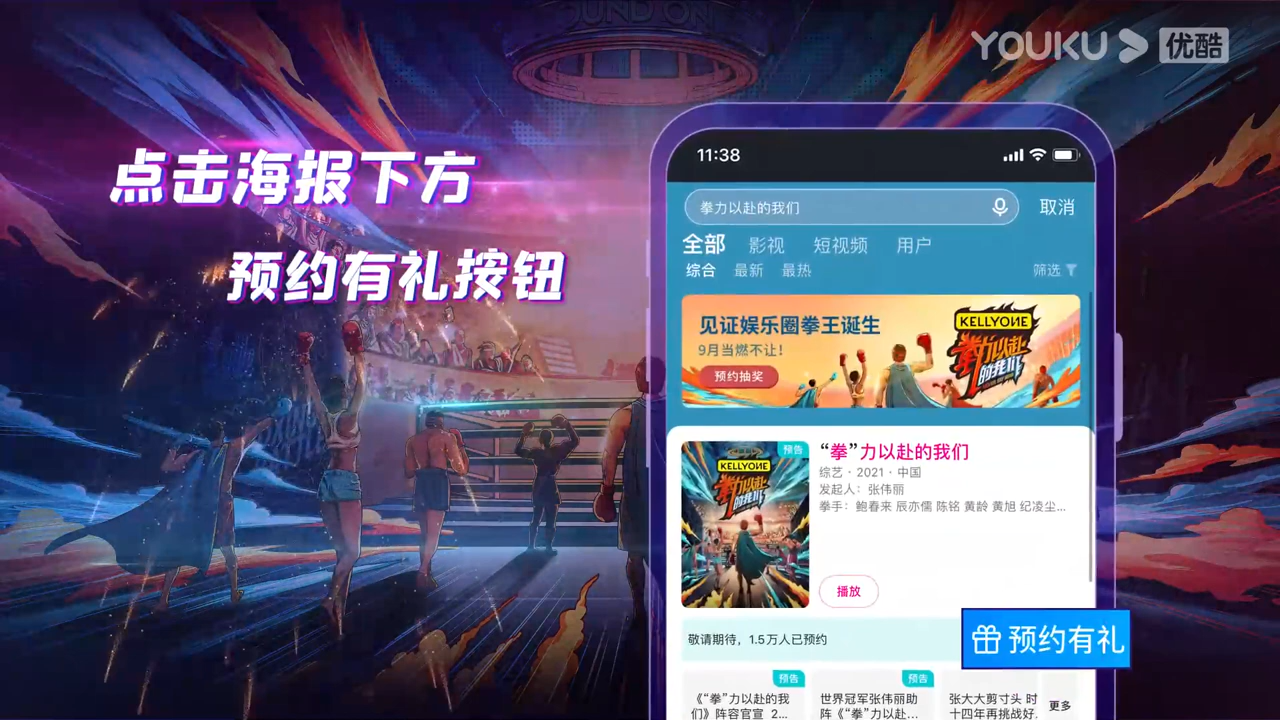 YOUKU 优酷
点击海报下方
预约有礼按钮
11:38
拳力以赴的我们
取消
全部 影视 短视频 用户
综合 最新 最热 筛选
见证娱乐圈拳王诞生
9月当燃不让!
预约抽奖
KELLYONE
拳力以赴
的我们
预告
KELLYONE
拳力以赴
的我们
“拳”力以赴的我们
综艺 · 2021 · 中国
发起人：张伟丽
拳手：鲍春来 辰亦儒 陈铭 黄龄 黄旭 纪凌尘...
播放
敬请期待，1.5万人已预约
预约有礼
预告
预告
《“拳”力以赴的我
们》阵容官宣 2...
世界冠军张伟丽助
阵《“拳”力以赴...
张大大剪寸头 时
十四年再挑战好.
更多